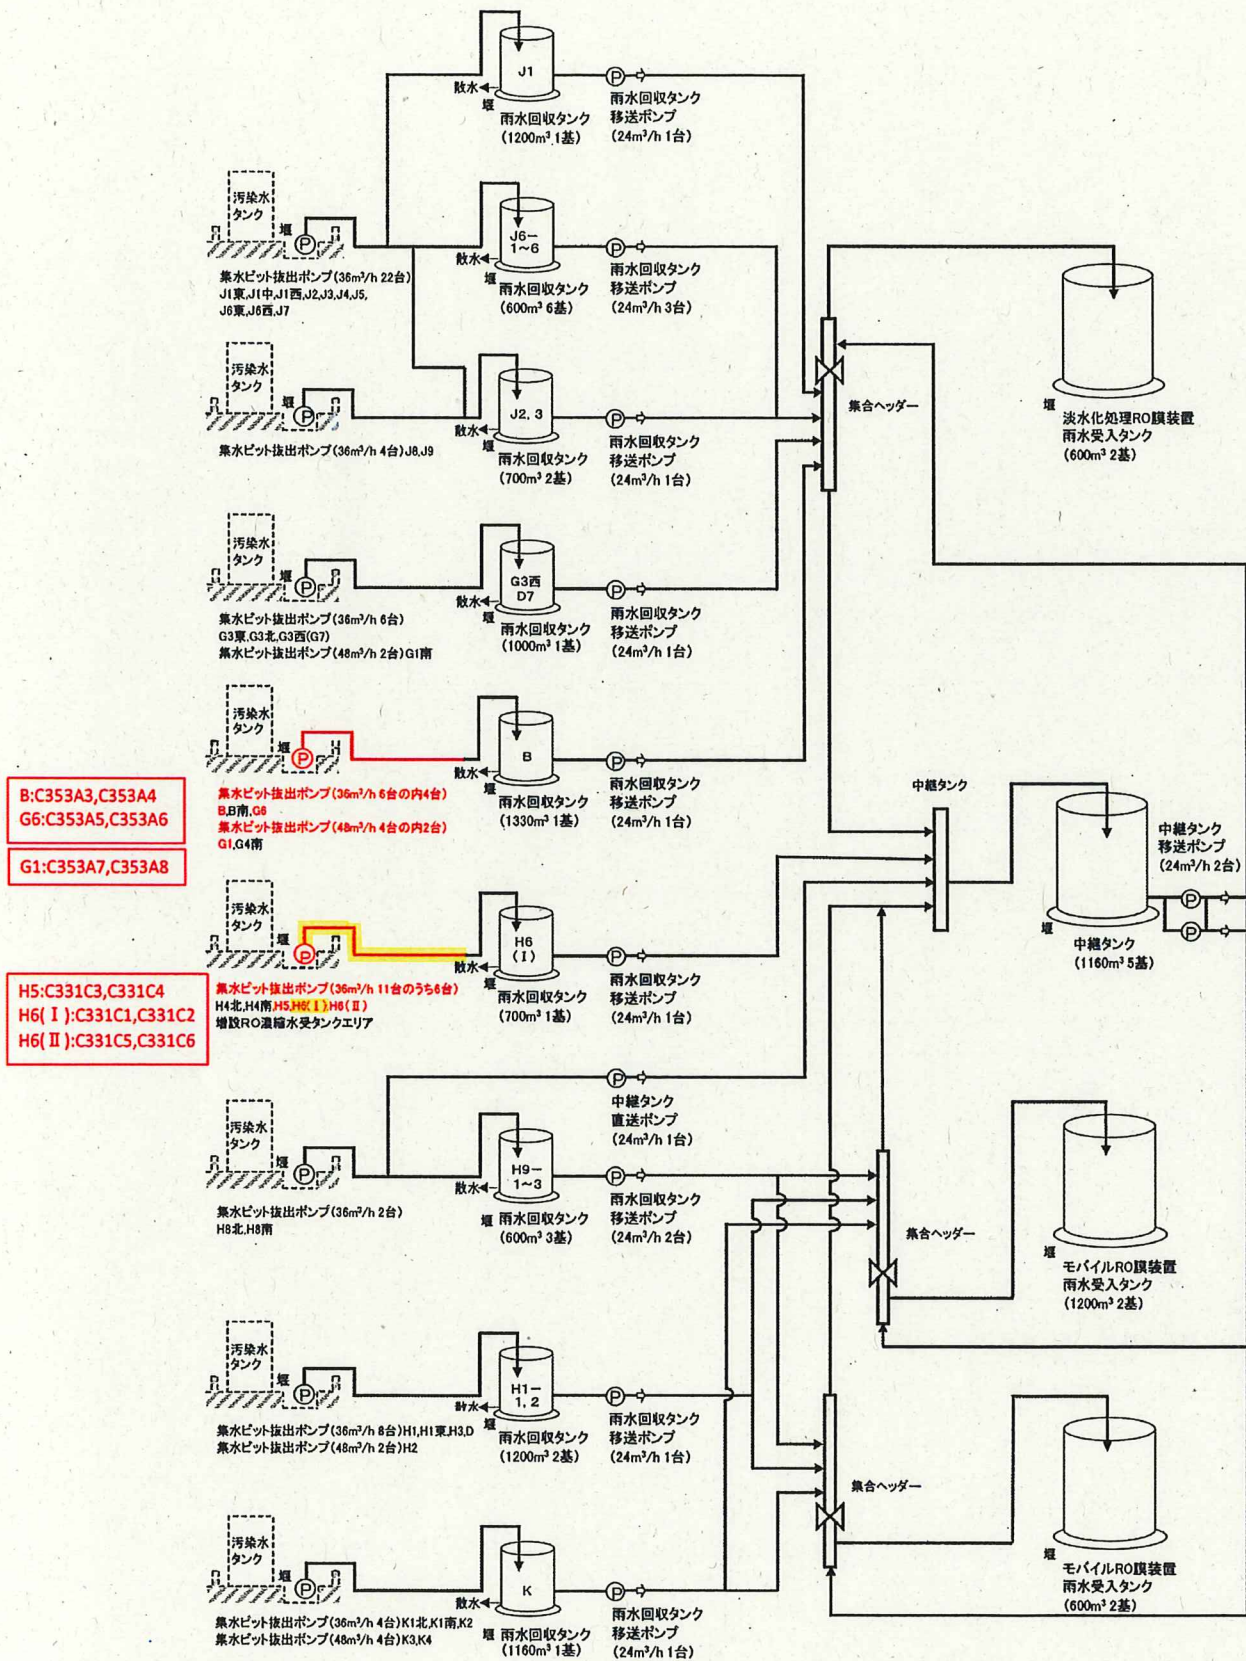 J1
散水
堰
雨水回収タンク
(1200m³ 1基)
P
雨水回収タンク
移送ポンプ
(24m³/h 1台)
汚染水
タンク
堰
P
集水ピット抜出ポンプ(36m³/h 22台)
J1東,J1中,J1西,J2,J3,J4,J5,
J6東,J6西,J7
J6-
1~6
散水
堰
雨水回収タンク
(600m³ 6基)
P
雨水回収タンク
移送ポンプ
(24m³/h 3台)
汚染水
タンク
堰
P
集水ピット抜出ポンプ(36m³/h 4台)J8,J9
J2, 3
散水
堰
雨水回収タンク
(700m³ 2基)
P
雨水回収タンク
移送ポンプ
(24m³/h 1台)
集合ヘッダー
堰
淡水化処理RO膜装置
雨水受入タンク
(600m³ 2基)
汚染水
タンク
堰
P
集水ピット抜出ポンプ(36m³/h 6台)
G3東,G3北,G3西(G7)
集水ピット抜出ポンプ(48m³/h 2台)G1南
G3西
D7
散水
堰
雨水回収タンク
(1000m³ 1基)
P
雨水回収タンク
移送ポンプ
(24m³/h 1台)
汚染水
タンク
堰
P
B:C353A3,C353A4
G6:C353A5,C353A6
G1:C353A7,C353A8
集水ピット抜出ポンプ(36m³/h 6台の内4台)
B,B南,G6
集水ピット抜出ポンプ(48m³/h 4台の内2台)
G1,G4南
B
散水
堰
雨水回収タンク
(1330m³ 1基)
P
雨水回収タンク
移送ポンプ
(24m³/h 1台)
中継タンク
中継タンク
移送ポンプ
(24m³/h 2台)
P
P
堰
中継タンク
(1160m³ 5基)
汚染水
タンク
堰
P
H5:C331C3,C331C4
H6(Ⅰ):C331C1,C331C2
H6(Ⅱ):C331C5,C331C6
集水ピット抜出ポンプ(36m³/h 11台のうち6台)
H4北,H4南,H5,H6(Ⅰ),H6(Ⅱ)
増設RO濃縮水受タンクエリア
H6
(Ⅰ)
散水
堰
雨水回収タンク
(700m³ 1基)
P
雨水回収タンク
移送ポンプ
(24m³/h 1台)
P
中継タンク
直送ポンプ
(24m³/h 1台)
汚染水
タンク
堰
P
集水ピット抜出ポンプ(36m³/h 2台)
H8北,H8南
H9-
1~3
散水
堰
雨水回収タンク
(600m³ 3基)
P
雨水回収タンク
移送ポンプ
(24m³/h 2台)
集合ヘッダー
堰
モバイルRO膜装置
雨水受入タンク
(1200m³ 2基)
汚染水
タンク
堰
P
集水ピット抜出ポンプ(36m³/h 8台)H1,H1東,H3,D
集水ピット抜出ポンプ(48m³/h 2台)H2
H1-
1, 2
散水
堰
雨水回収タンク
(1200m³ 2基)
P
雨水回収タンク
移送ポンプ
(24m³/h 1台)
集合ヘッダー
堰
モバイルRO膜装置
雨水受入タンク
(600m³ 2基)
汚染水
タンク
堰
P
集水ピット抜出ポンプ(36m³/h 4台)K1北,K1南,K2
集水ピット抜出ポンプ(48m³/h 4台)K3,K4
K
散水
堰
雨水回収タンク
(1160m³ 1基)
P
雨水回収タンク
移送ポンプ
(24m³/h 1台)